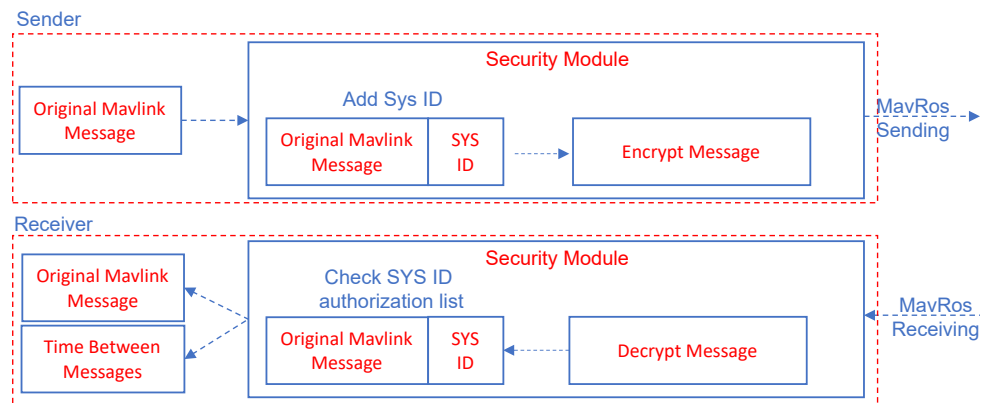 Sender
Security Module
Original Mavlink
Message
Add Sys ID
Original Mavlink
Message
SYS
ID
Encrypt Message
MavRos
Sending
Receiver
Security Module
Original Mavlink
Message
Time Between
Messages
Check SYS ID
authorization list
Original Mavlink
Message
SYS
ID
Decrypt Message
MavRos
Receiving